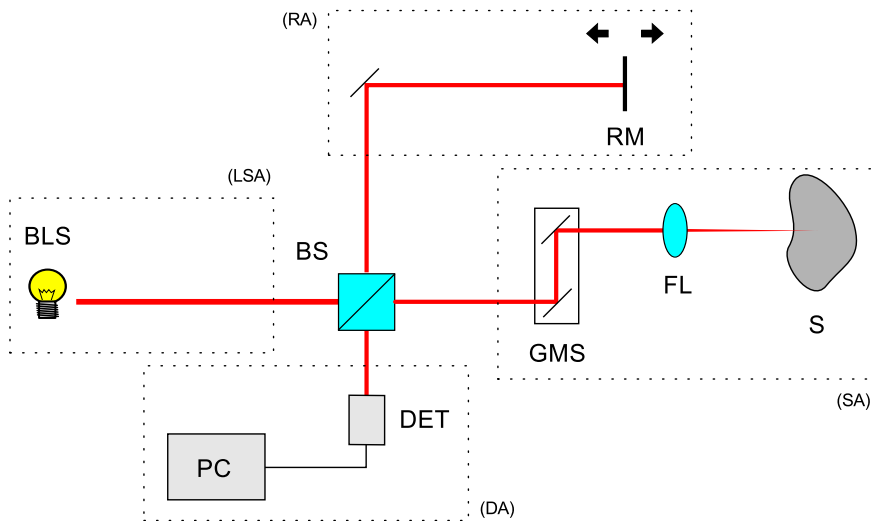 (RA)
RM
(LSA)
BLS
BS
GMS
FL
S
(SA)
DET
PC
(DA)